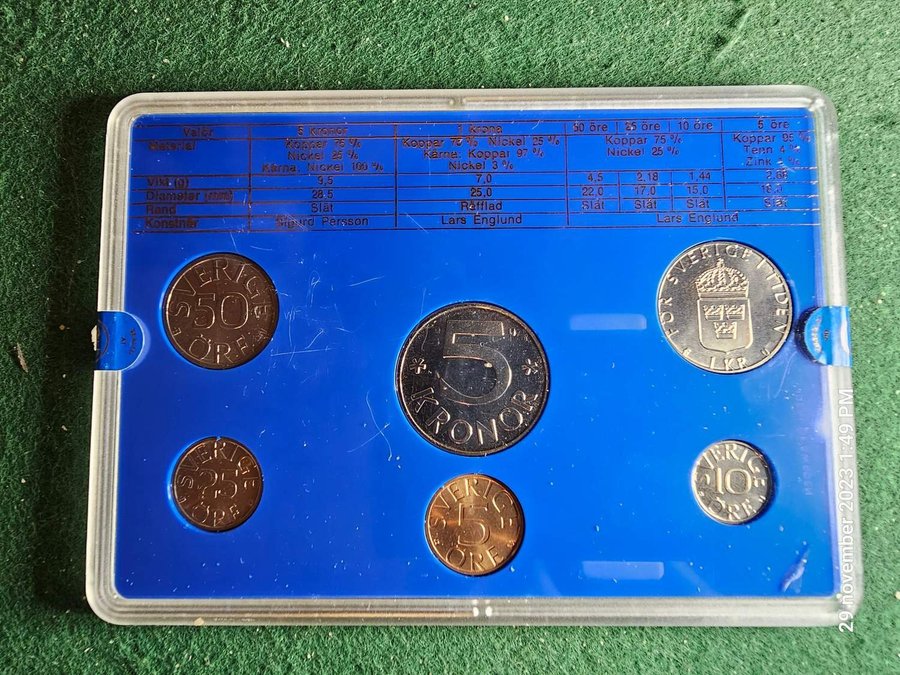 Valör 5 Kronor 1 Krona 50 öre 25 öre 10 öre 5 öre
Material Koppar 75 % Koppar 75 % Nickel 25 % Koppar 75 % Koppar 95 %
Nickel 25 % Kärna: Koppar 97 % Nickel 25 % Tenn 4 %
Kärna: Nickel 100 % Nickel 3 % Zink %
Vikt (g) 9,5 7,0 4,5 2,18 1,44
Diameter (mm) 28,5 25,0 22,0 17,0 15,0
Rand Slät Räfflad Slät Slät Slät Slät
Konstnär Sigurd Persson Lars Englund Lars Englund
SVERIGE
50
ÖRE
5
KRONOR
FÖR SVERIGE I TIDEN
1 KR
SVERIGE
25
ÖRE
SVERIGE
5
ÖRE
SVERIGE
10
ÖRE
29 november 2023 1:49 PM